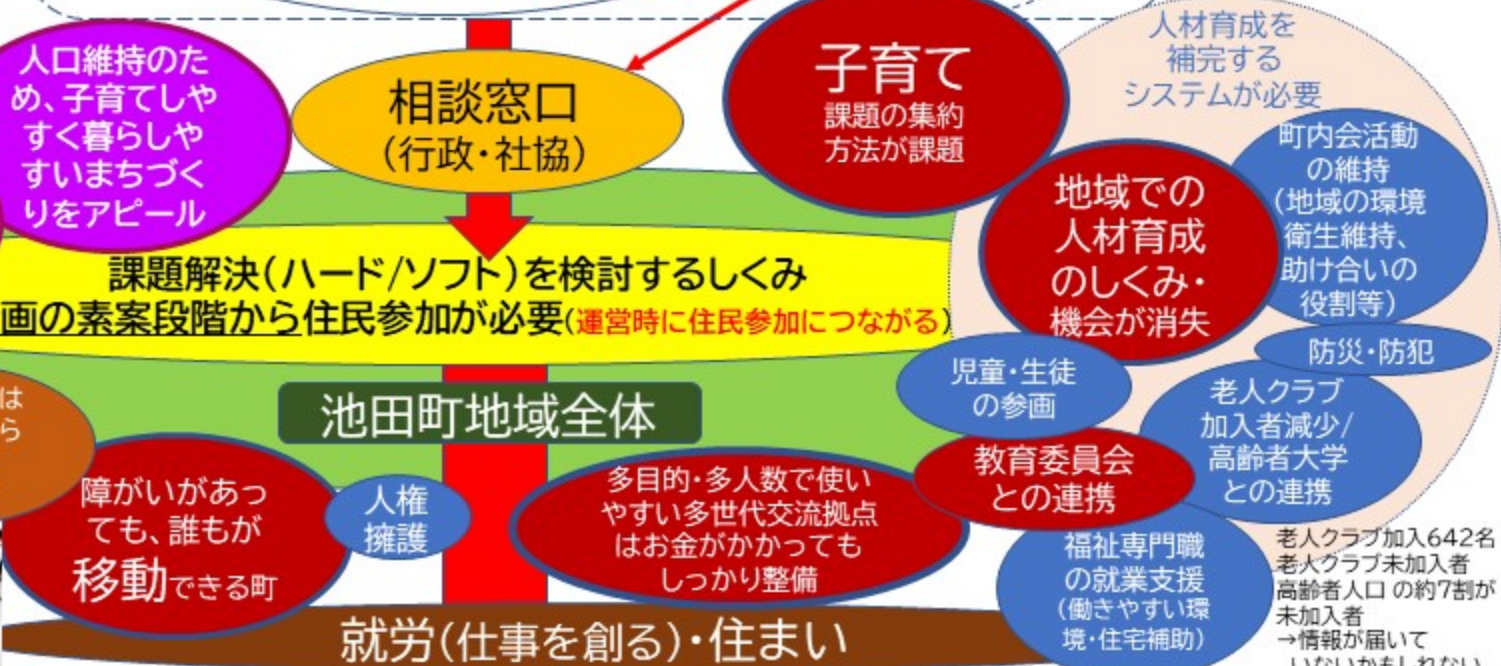 人口維持のた
め、子育てしや
すく暮らしや
すいまちづく
りをアピール
相談窓口
(行政・社協)
子育て
課題の集約
方法が課題
人材育成を
補完する
システムが必要
町内会活動
の維持
(地域の環境
衛生維持、
助け合いの
役割等)
地域での
人材育成
のしくみ・
機会が消失
課題解決(ハード/ソフト)を検討するしくみ
画の素案段階から住民参加が必要(運営時に住民参加につながる)
防災・防犯
児童・生徒
の参画
老人クラブ
加入者減少/
高齢者大学
との連携
は
ら
池田町地域全体
教育委員会
との連携
障がいがあっ
ても、誰もが
移動できる町
人権
擁護
多目的・多人数で使い
やすい多世代交流拠点
はお金がかかっても
しっかり整備
福祉専門職
の就業支援
(働きやすい環
境・住宅補助)
老人クラブ加入642名
老人クラブ未加入者
高齢者人口 の約7割が
未加入者
→情報が届いて
いないかもしれない
就労(仕事を創る)・住まい